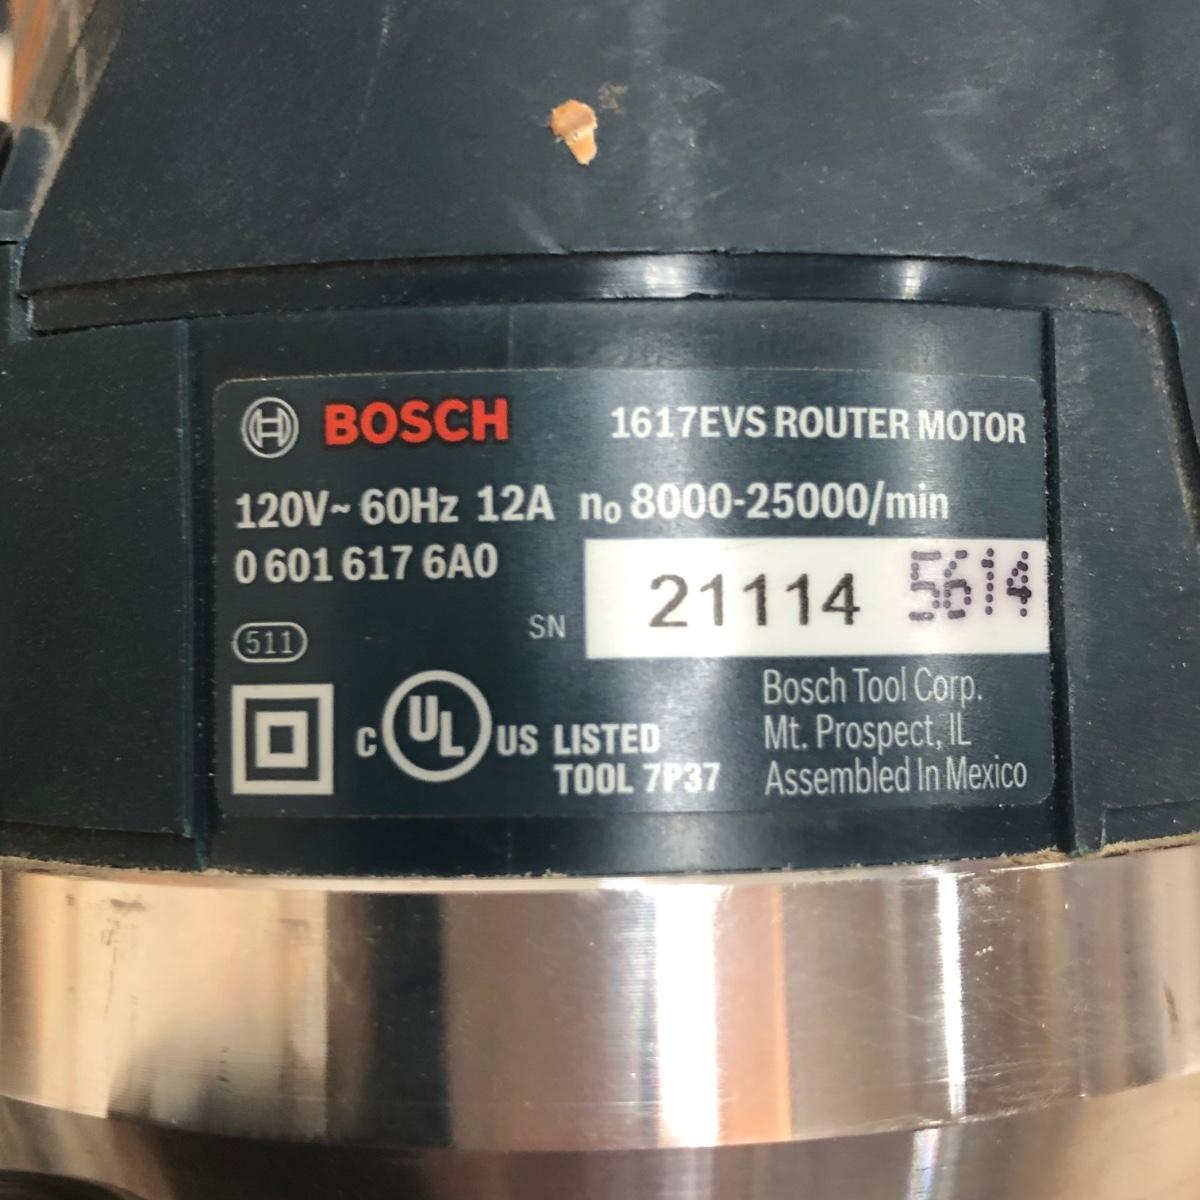 BOSCH 1617EVS ROUTER MOTOR
120V~ 60Hz 12A n₀ 8000-25000/min
0 601 617 6A0
SN 21114 5614
511
C UL US LISTED
TOOL 7P37
Bosch Tool Corp.
Mt. Prospect, IL
Assembled In Mexico